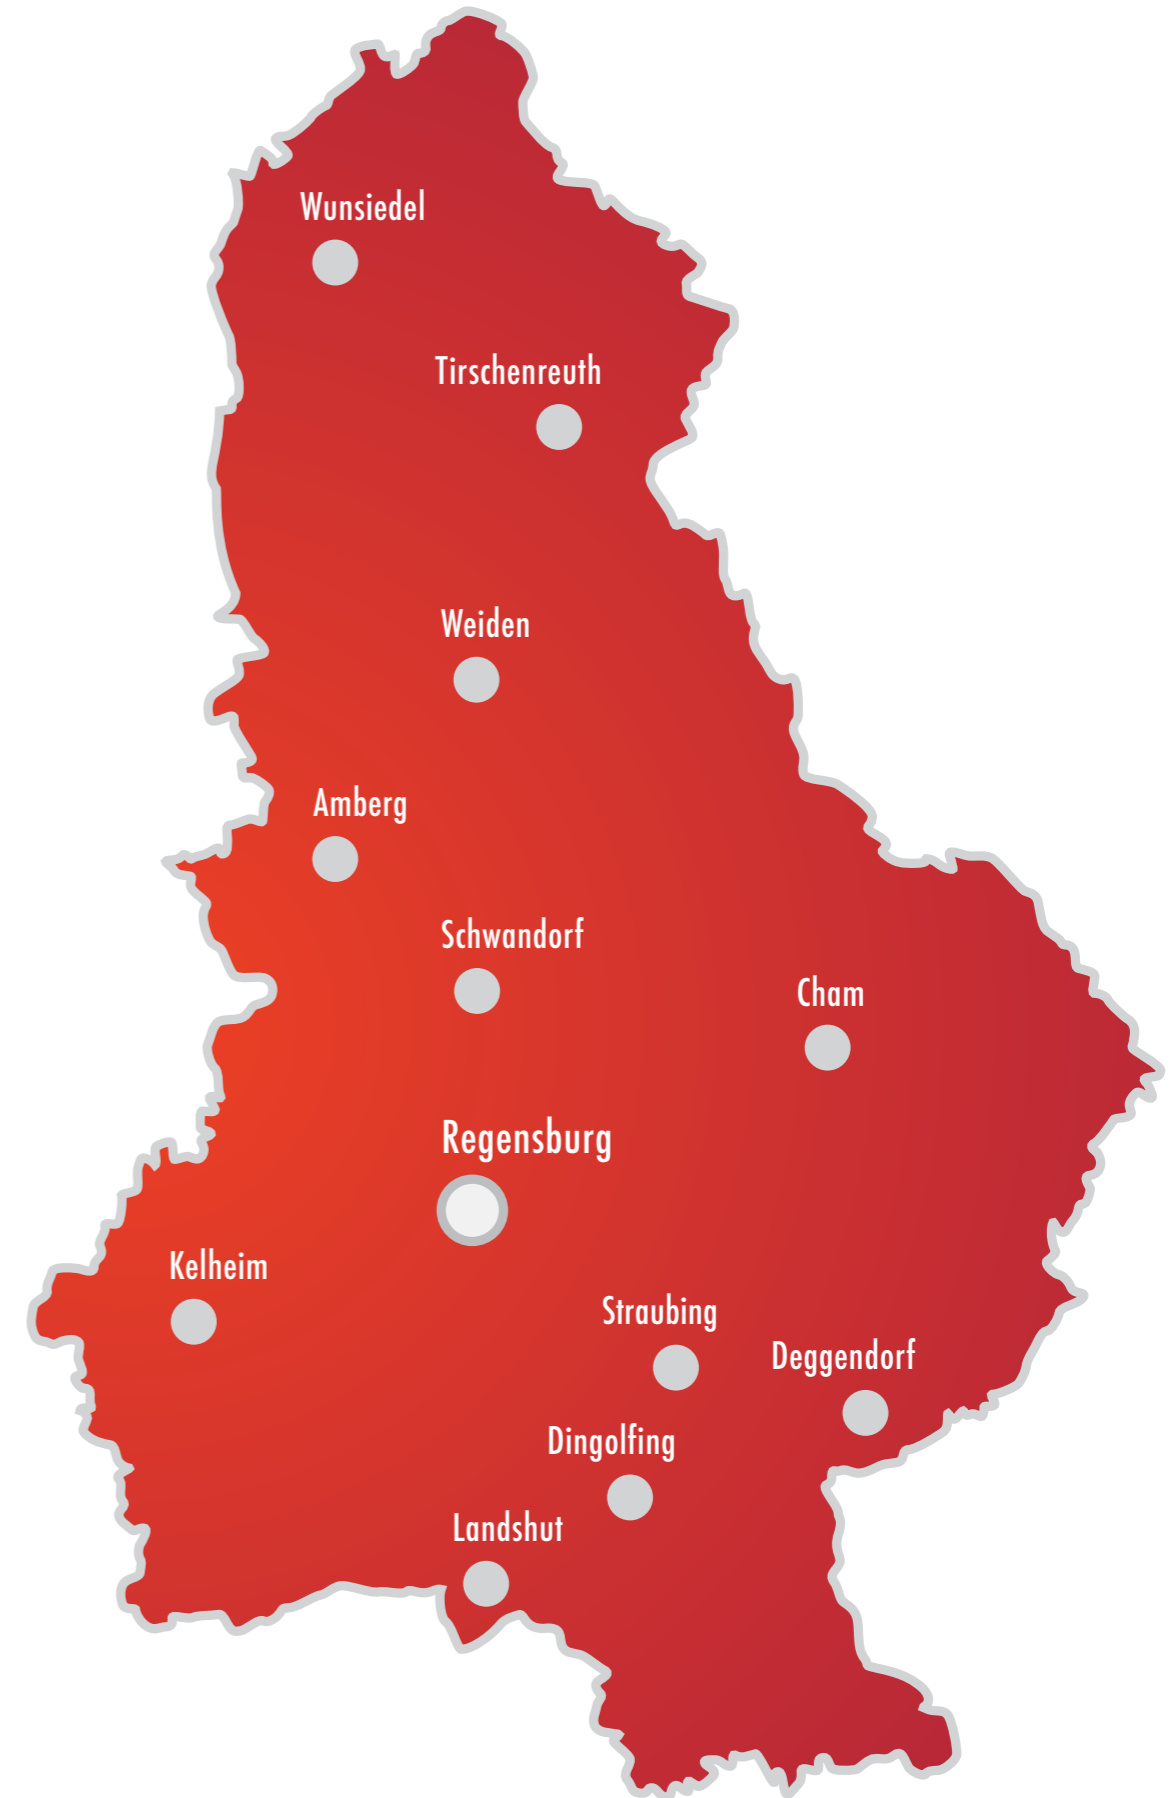 Wunsiedel
Tirschenreuth
Weiden
Amberg
Schwandorf
Cham
Regensburg
Kelheim
Straubing
Deggendorf
Dingolfing
Landshut